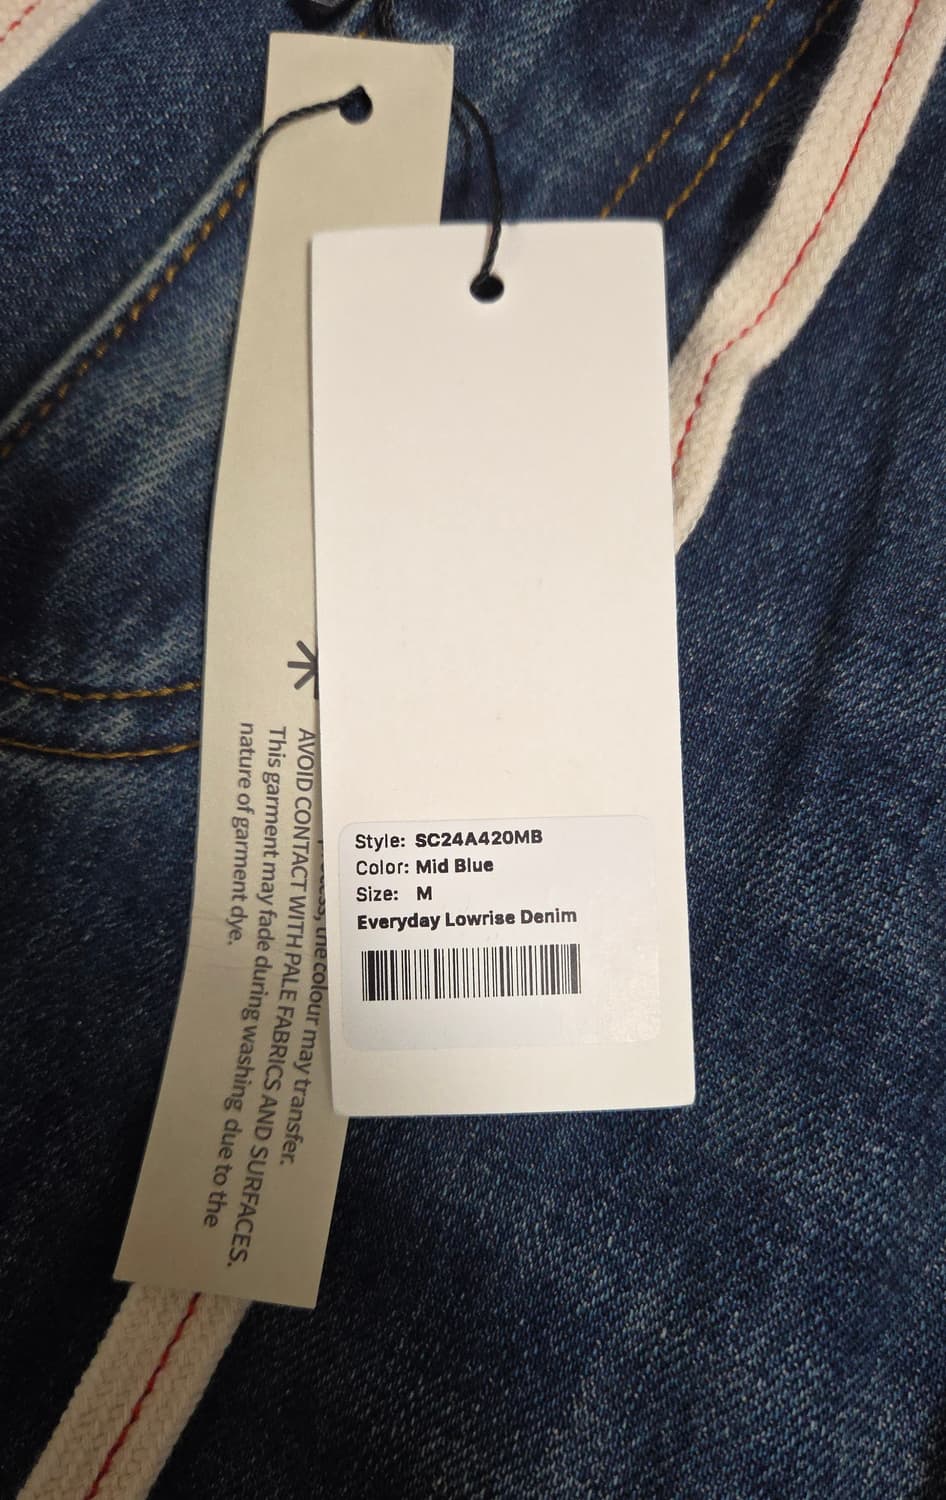 Style: SC24A420MB
Color: Mid Blue
Size: M
Everyday Lowrise Denim
the colour may transfer.
AVOID CONTACT WITH PALE FABRICS AND SURFACES.
This garment may fade during washing due to the
nature of garment dye.